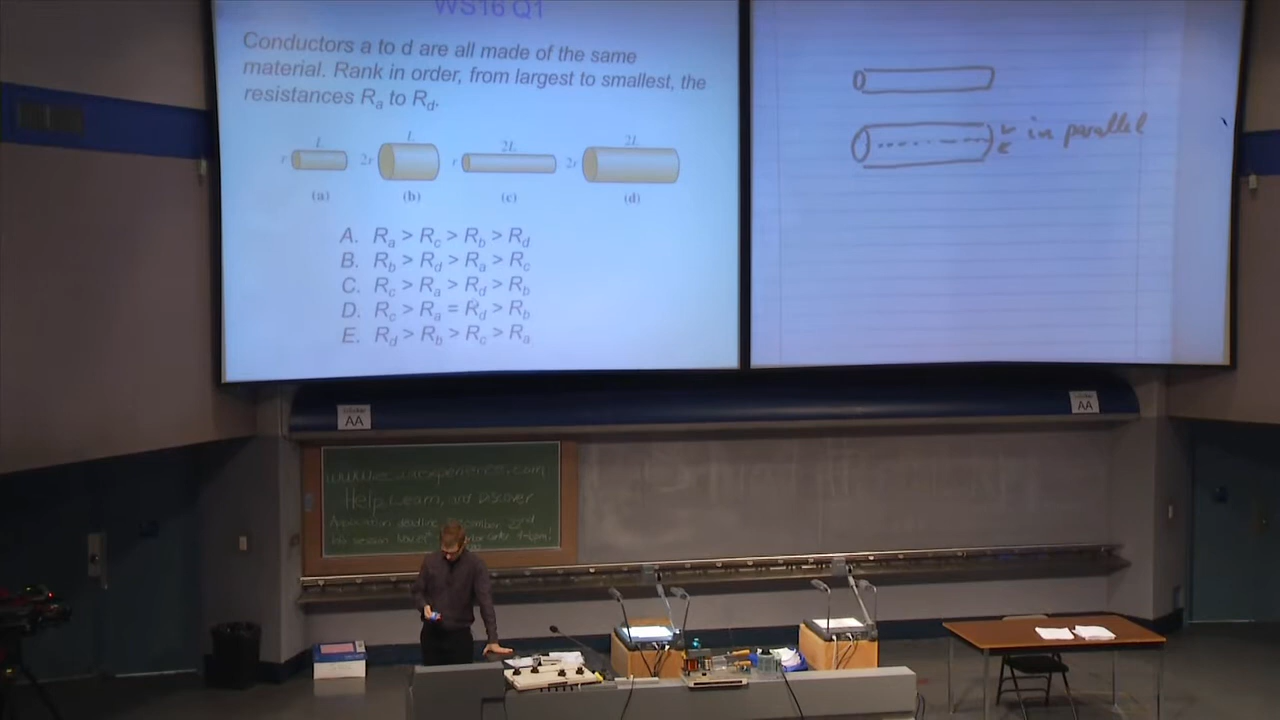 WS16 Q1
Conductors a to d are all made of the same
material. Rank in order, from largest to smallest, the
resistances Ra to Rd.
L L 2L 2L
r 2r r 2r
(a) (b) (c) (d)
A. Ra > Rc > Rb > Rd
B. Rb > Rd > Ra > Rc
C. Rc > Ra > Rd > Rb
D. Rc > Ra = Rd > Rb
E. Rd > Rb > Rc > Ra
in parallel
AA
AA
Help, Learn, and Discover
Application deadline